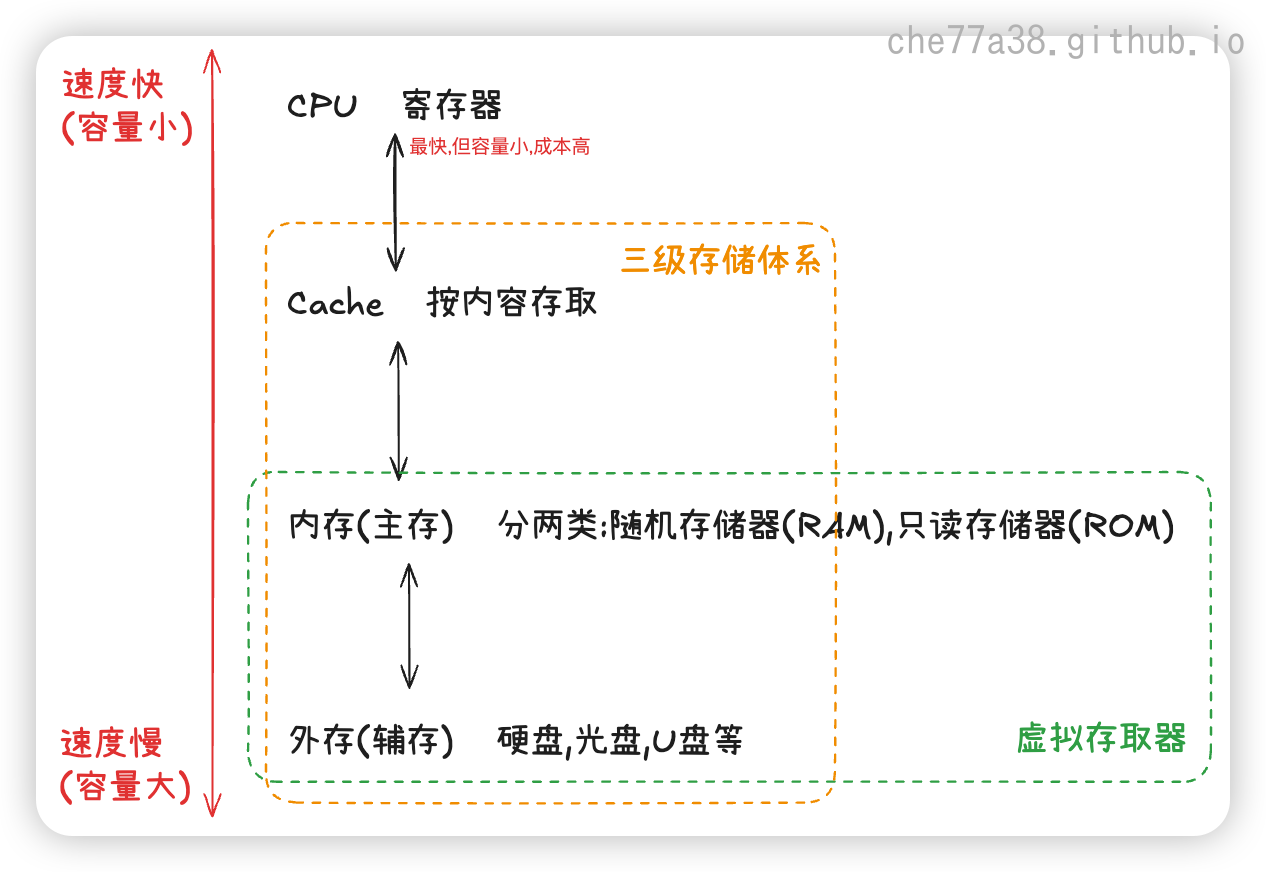 che77a38.github.io
速度快
(容量小)
CPU 寄存器
最快,但容量小,成本高
三级存储体系
Cache 按内容存取
内存(主存) 分两类:随机存储器(RAM),只读存储器(ROM)
外存(辅存) 硬盘,光盘,U盘等
虚拟存取器
速度慢
(容量大)